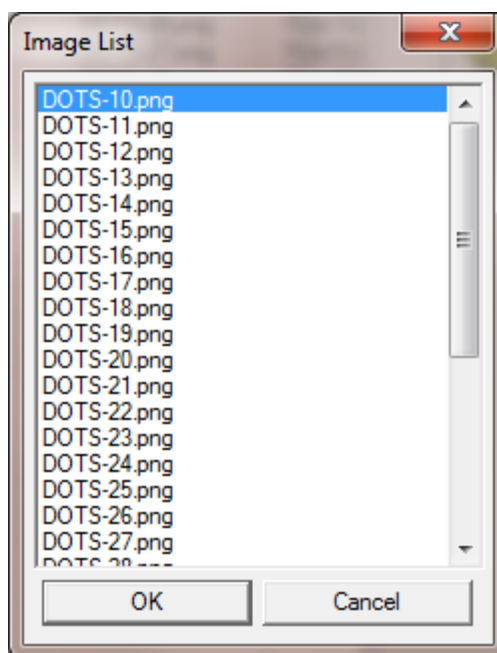 Image List
DOTS-10.png
DOTS-11.png
DOTS-12.png
DOTS-13.png
DOTS-14.png
DOTS-15.png
DOTS-16.png
DOTS-17.png
DOTS-18.png
DOTS-19.png
DOTS-20.png
DOTS-21.png
DOTS-22.png
DOTS-23.png
DOTS-24.png
DOTS-25.png
DOTS-26.png
DOTS-27.png
OK
Cancel